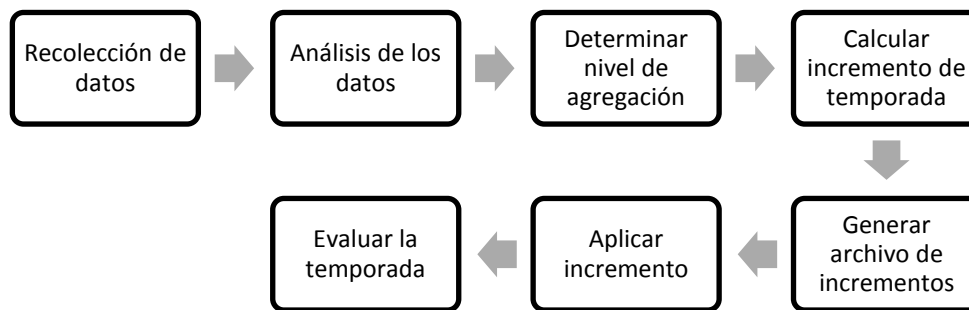 Recolección de
datos
Análisis de los
datos
Determinar
nivel de
agregación
Calcular
incremento de
temporada
Generar
archivo de
incrementos
Aplicar
incremento
Evaluar la
temporada